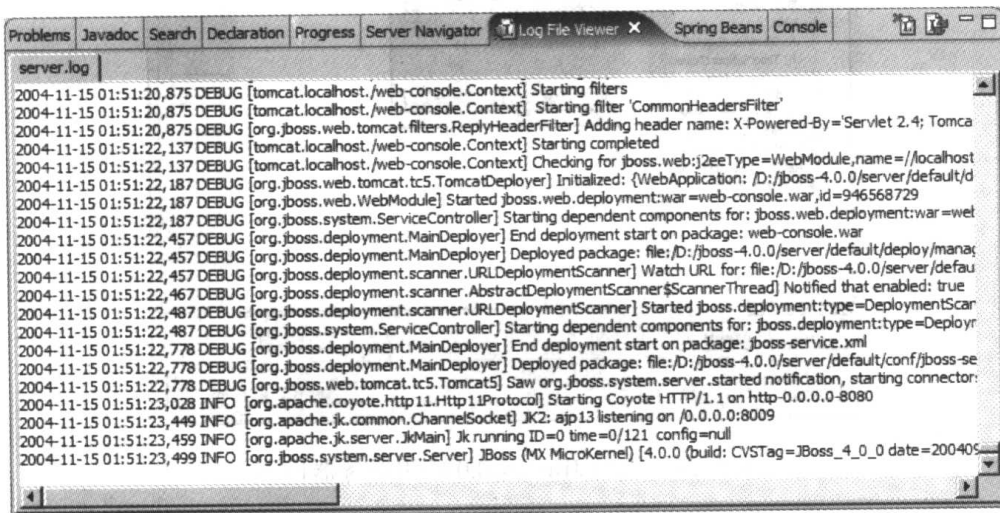 Problems Javadoc Search Declaration Progress Server Navigator Log File Viewer Spring Beans Console
server.log
2004-11-15 01:51:20,875 DEBUG [tomcat.localhost./web-console.Context] Starting filters
2004-11-15 01:51:20,875 DEBUG [tomcat.localhost./web-console.Context] Starting filter 'CommonHeadersFilter'
2004-11-15 01:51:20,875 DEBUG [org.jboss.web.tomcat.filters.ReplyHeaderFilter] Adding header name: X-Powered-By='Servlet 2.4; Tomca
2004-11-15 01:51:22,137 DEBUG [tomcat.localhost./web-console.Context] Starting completed
2004-11-15 01:51:22,137 DEBUG [tomcat.localhost./web-console.Context] Checking for jboss.web:j2eeType=WebModule,name=//localhost
2004-11-15 01:51:22,187 DEBUG [org.jboss.web.tomcat.tc5.TomcatDeployer] Initialized: {WebApplication: /D:/jboss-4.0.0/server/default/d
2004-11-15 01:51:22,187 DEBUG [org.jboss.web.WebModule] Started jboss.web.deployment:war=web-console.war,id=946568729
2004-11-15 01:51:22,187 DEBUG [org.jboss.system.ServiceController] Starting dependent components for: jboss.web.deployment:war=wet
2004-11-15 01:51:22,457 DEBUG [org.jboss.deployment.MainDeployer] End deployment start on package: web-console.war
2004-11-15 01:51:22,457 DEBUG [org.jboss.deployment.MainDeployer] Deployed package: file:/D:/jboss-4.0.0/server/default/deploy/manag
2004-11-15 01:51:22,457 DEBUG [org.jboss.deployment.scanner.URLDeploymentScanner] Watch URL for: file:/D:/jboss-4.0.0/server/defau
2004-11-15 01:51:22,467 DEBUG [org.jboss.deployment.scanner.AbstractDeploymentScanner$ScannerThread] Notified that enabled: true
2004-11-15 01:51:22,487 DEBUG [org.jboss.deployment.scanner.URLDeploymentScanner] Started jboss.deployment:type=DeploymentScar
2004-11-15 01:51:22,487 DEBUG [org.jboss.system.ServiceController] Starting dependent components for: jboss.deployment:type=Deployr
2004-11-15 01:51:22,778 DEBUG [org.jboss.deployment.MainDeployer] End deployment start on package: jboss-service.xml
2004-11-15 01:51:22,778 DEBUG [org.jboss.deployment.MainDeployer] Deployed package: file:/D:/jboss-4.0.0/server/default/conf/jboss-se
2004-11-15 01:51:22,778 DEBUG [org.jboss.web.tomcat.tc5.Tomcat5] Saw org.jboss.system.server.started notification, starting connector:
2004-11-15 01:51:23,028 INFO [org.apache.coyote.http11.Http11Protocol] Starting Coyote HTTP/1.1 on http-0.0.0.0-8080
2004-11-15 01:51:23,449 INFO [org.apache.jk.common.ChannelSocket] JK2: ajp13 listening on /0.0.0.0:8009
2004-11-15 01:51:23,459 INFO [org.apache.jk.server.JkMain] Jk running ID=0 time=0/121 config=null
2004-11-15 01:51:23,499 INFO [org.jboss.system.server.Server] JBoss (MX MicroKernel) [4.0.0 (build: CVSTag=JBoss_4_0_0 date=200409